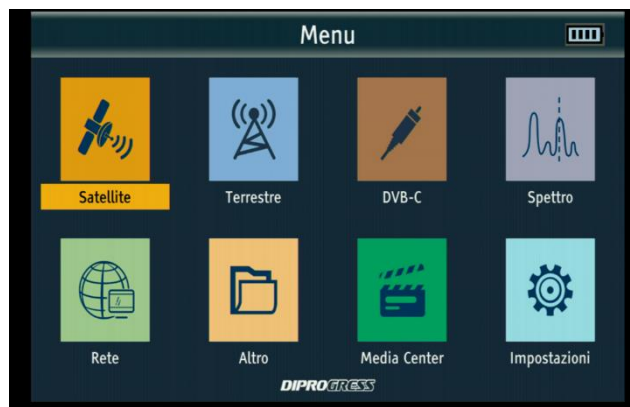 Menu
Satellite
Terrestre
DVB-C
Spettro
Rete
Altro
Media Center
Impostazioni
DIPROGRESS